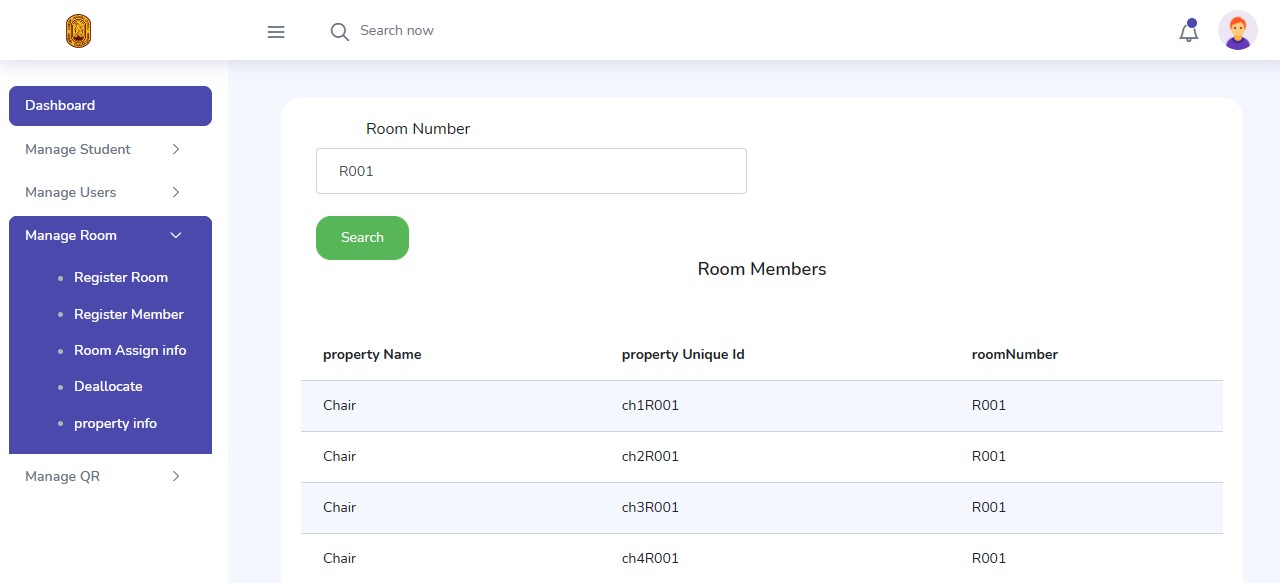 Search now
Dashboard
Manage Student
Manage Users
Manage Room
Register Room
Register Member
Room Assign info
Deallocate
property info
Manage QR
Room Number
R001
Search
Room Members
property Name property Unique Id roomNumber
Chair ch1R001 R001
Chair ch2R001 R001
Chair ch3R001 R001
Chair ch4R001 R001